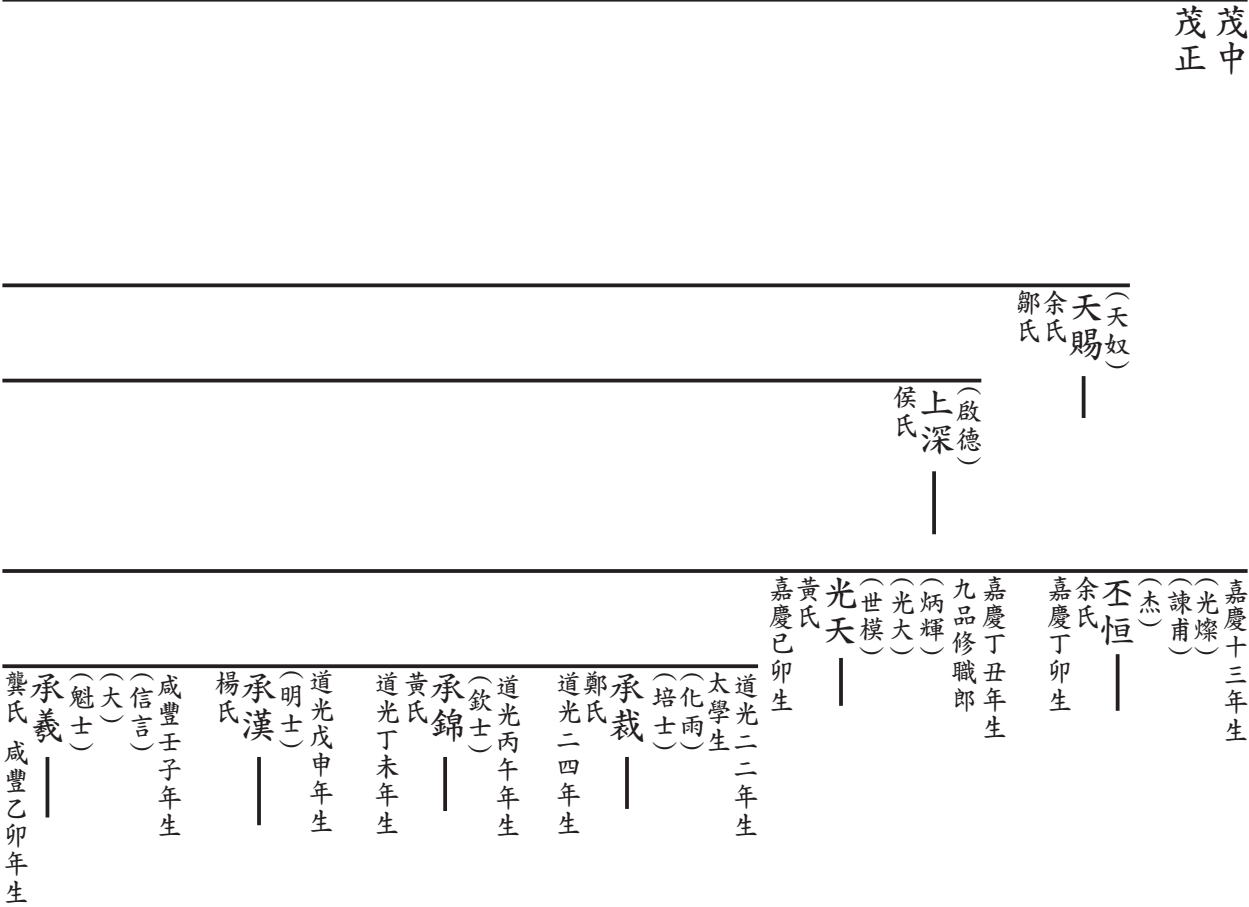 茂中
茂正
(天奴)
天賜
余氏
鄒氏
(啟德)
上深
侯氏
嘉慶十三年生
(光燦)
(諫甫)
(杰)
丕恒
余氏
嘉慶丁卯生
嘉慶丁丑年生
九品修職郎
(炳輝)
(光大)
(世模)
光天
黃氏
嘉慶已卯生
道光二二年生
太學生
(化雨)
(培士)
承裁
鄭氏
道光二四年生
道光丙午年生
(欽士)
承錦
黃氏
道光丁未年生
道光戊申年生
(明士)
承漢
楊氏
咸豐壬子年生
(信言)
(大)
(魁士)
承羲
龔氏 咸豐乙卯年生